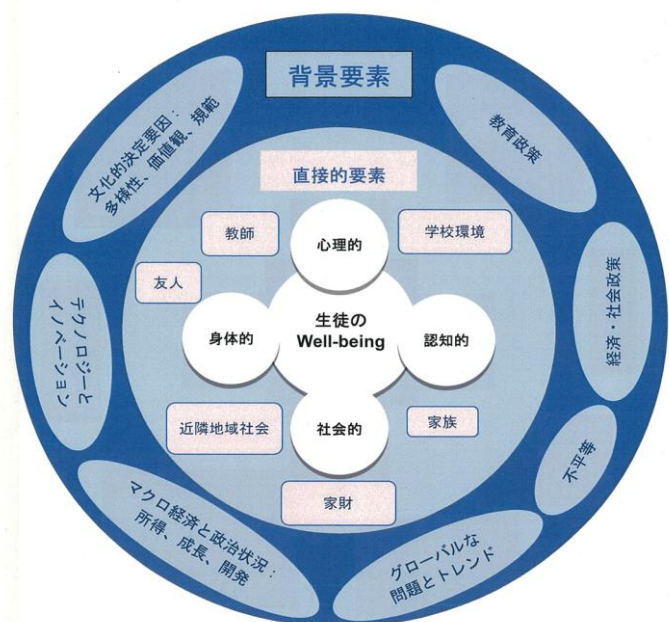 背景要素
文化的決定要因:
多様性、価値観、規範
教育政策
直接的要素
教師
心理的
学校環境
友人
テクノロジーと
イノベーション
身体的
生徒の
Well-being
認知的
経済・社会政策
近隣地域社会
社会的
家族
家財
不平等
マクロ経済と政治状況:
所得、成長、開発
グローバルな
問題とトレンド